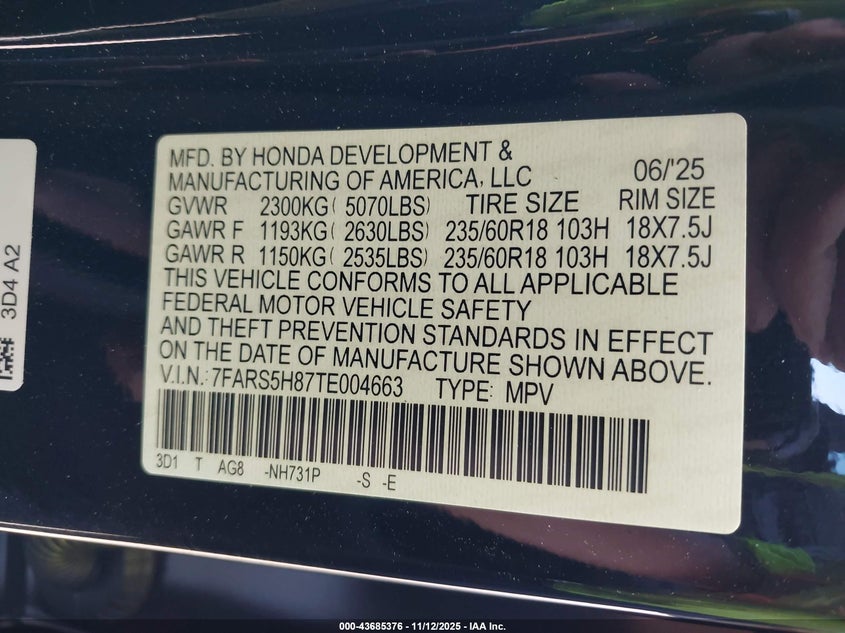 MFD. BY HONDA DEVELOPMENT &
MANUFACTURING OF AMERICA, LLC 06/'25
GVWR 2300KG( 5070LBS) TIRE SIZE RIM SIZE
GAWR F 1193KG( 2630LBS) 235/60R18 103H 18X7.5J
GAWR R 1150KG( 2535LBS) 235/60R18 103H 18X7.5J
THIS VEHICLE CONFORMS TO ALL APPLICABLE
FEDERAL MOTOR VEHICLE SAFETY
AND THEFT PREVENTION STANDARDS IN EFFECT
ON THE DATE OF MANUFACTURE SHOWN ABOVE.
V.I.N.: 7FARS5H87TE004663 TYPE: MPV
3D1 T AG8 -NH731P -S -E
3D4 A2
000-43685376 - 11/12/2025 - IAA Inc.